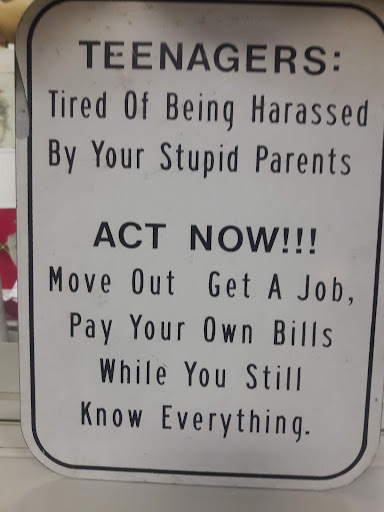 TEENAGERS:
Tired Of Being Harassed
By Your Stupid Parents
ACT NOW!!!
Move Out Get A Job,
Pay Your Own Bills
While You Still
Know Everything.